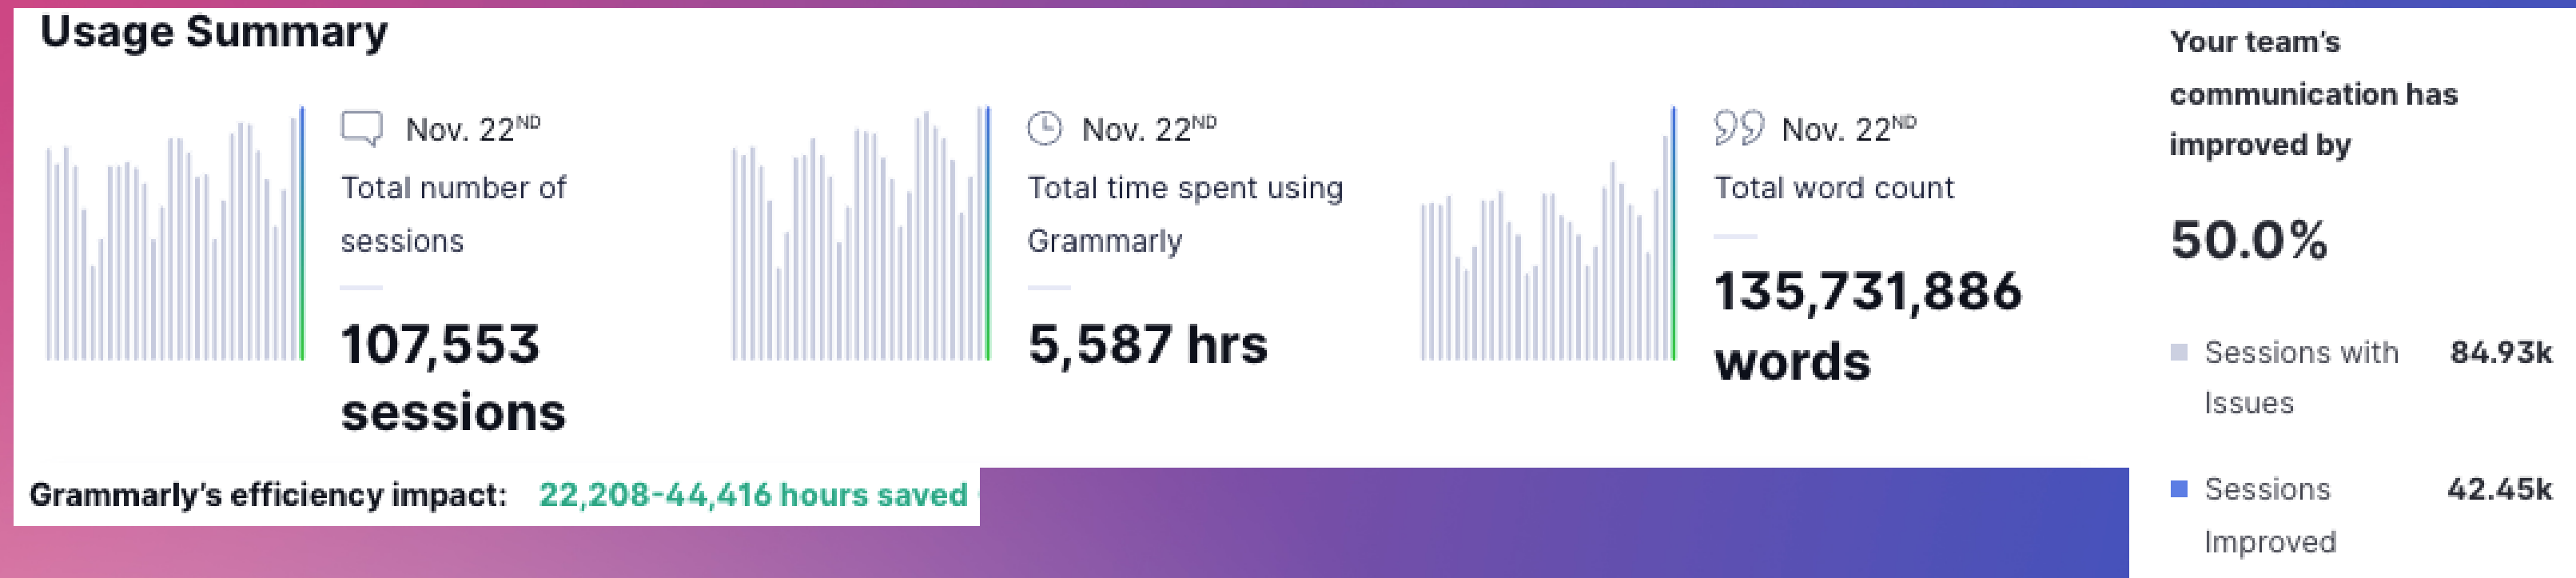 Usage Summary
Nov. 22ND
Total number of
sessions
107,553
sessions
Nov. 22ND
Total time spent using
Grammarly
5,587 hrs
Nov. 22ND
Total word count
135,731,886
words
Grammarly's efficiency impact: 22,208-44,416 hours saved
Your team's
communication has
improved by
50.0%
Sessions with 84.93k
Issues
Sessions 42.45k
Improved